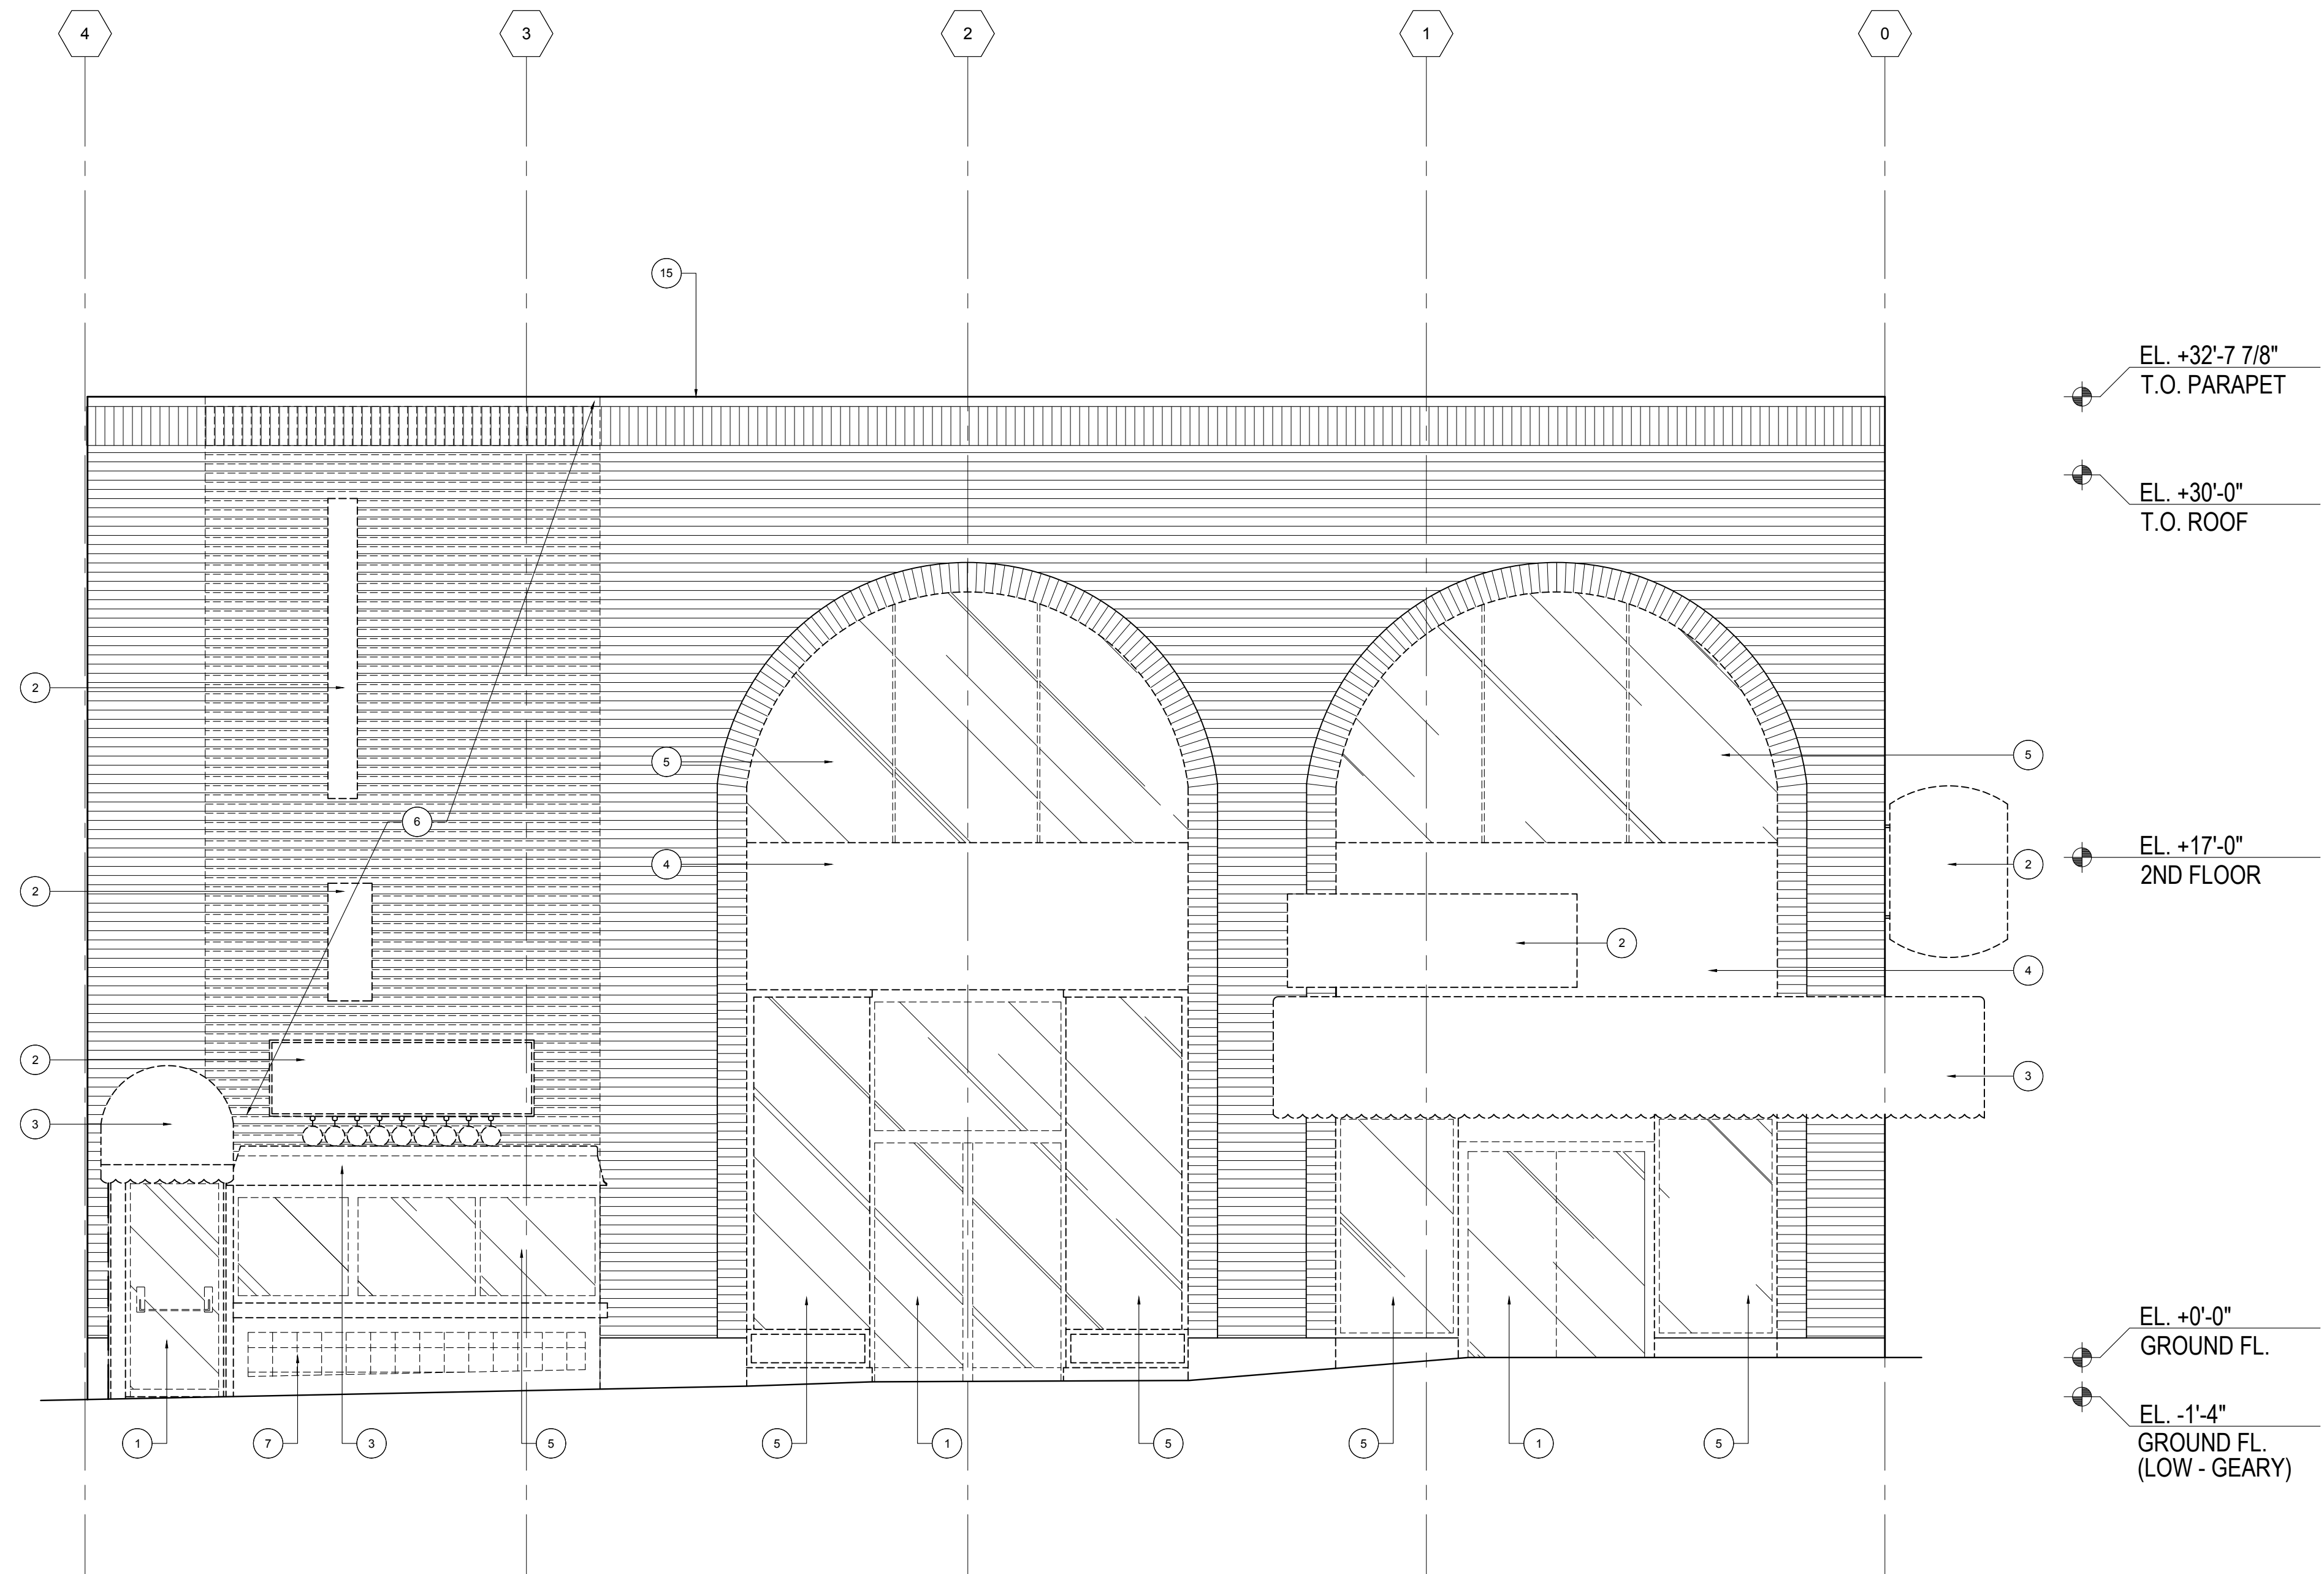 4 3 2 1 0
15
EL. +32'-7 7/8"
T.O. PARAPET
EL. +30'-0"
T.O. ROOF
2
5 5
6
EL. +17'-0"
2ND FLOOR
4 2
2
2
4
2
3
3
EL. +0'-0"
GROUND FL.
EL. -1'-4"
GROUND FL.
(LOW - GEARY)
1 7 3 5 5 1 5 5 1 5